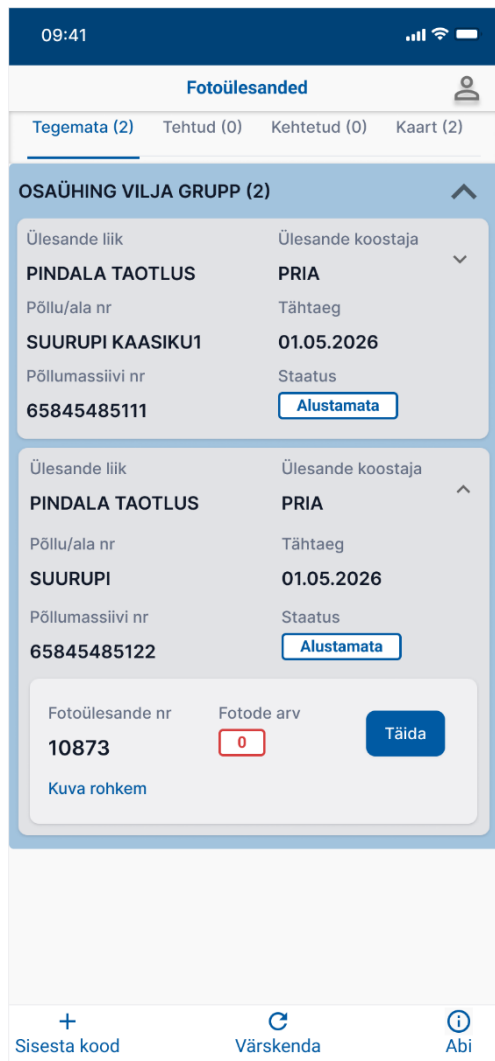 09:41
Fotoülesanded
Tegemata (2) Tehtud (0) Kehtetud (0) Kaart (2)
OSAÜHING VILJA GRUPP (2)
Ülesande liik Ülesande koostaja
PINDALA TAOTLUS PRIA
Põllu/ala nr Tähtaeg
SUURUPI KAASIKU1 01.05.2026
Põllumassiivi nr Staatus
65845485111 Alustamata
Ülesande liik Ülesande koostaja
PINDALA TAOTLUS PRIA
Põllu/ala nr Tähtaeg
SUURUPI 01.05.2026
Põllumassiivi nr Staatus
65845485122 Alustamata
Fotoülesande nr Fotode arv
10873 0 Täida
Kuva rohkem
Sisesta kood Värskenda Abi